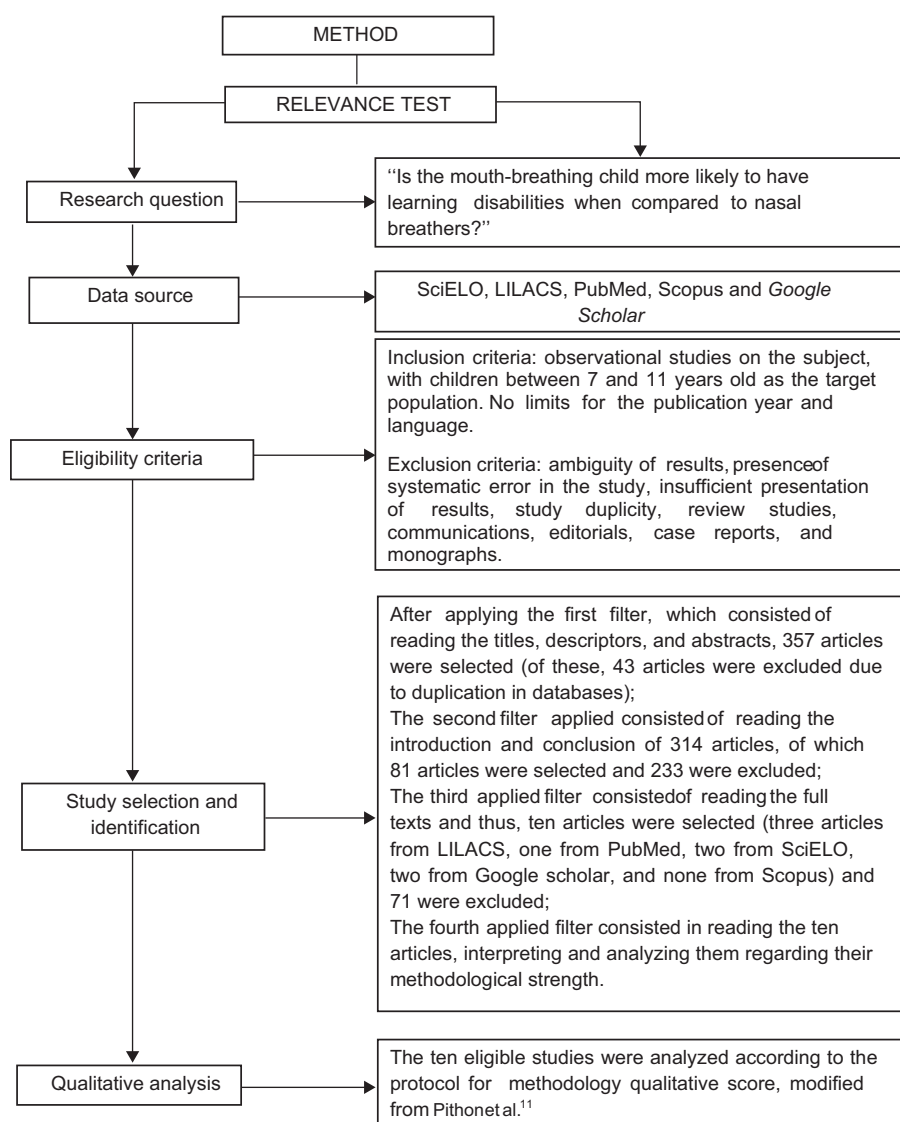 METHOD
RELEVANCE TEST
Research question
‘‘Is the mouth-breathing child more likely to have
learning disabilities when compared to nasal
breathers?’’
Data source
SciELO, LILACS, PubMed, Scopus and Google
Scholar
Eligibility criteria
Inclusion criteria: observational studies on the subject,
with children between 7 and 11 years old as the target
population. No limits for the publication year and
language.
Exclusion criteria: ambiguity of results, presenceof
systematic error in the study, insufficient presentation
of results, study duplicity, review studies,
communications, editorials, case reports, and
monographs.
Study selection and
identification
After applying the first filter, which consisted of
reading the titles, descriptors, and abstracts, 357 articles
were selected (of these, 43 articles were excluded due
to duplication in databases);
The second filter applied consisted of reading the
introduction and conclusion of 314 articles, of which
81 articles were selected and 233 were excluded;
The third applied filter consistedof reading the full
texts and thus, ten articles were selected (three articles
from LILACS, one from PubMed, two from SciELO,
two from Google scholar, and none from Scopus) and
71 were excluded;
The fourth applied filter consisted in reading the ten
articles, interpreting and analyzing them regarding their
methodological strength.
Qualitative analysis
The ten eligible studies were analyzed according to the
protocol for methodology qualitative score, modified
from Pithon et al.11